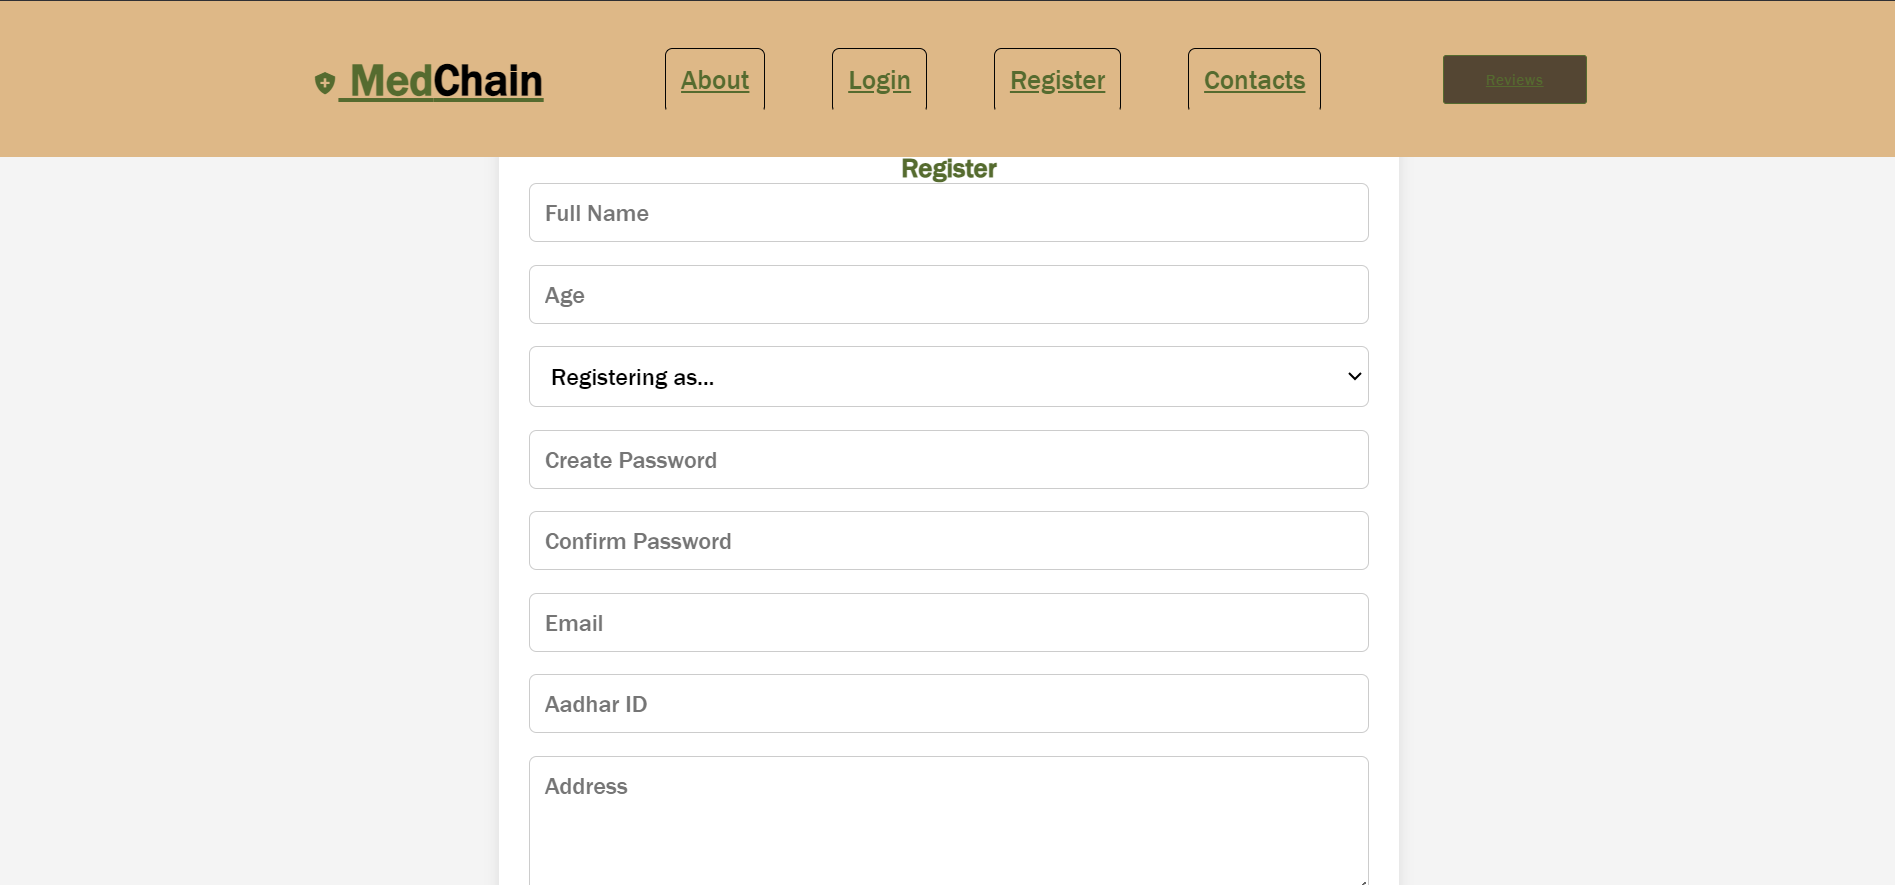 MedChain
About
Login
Register
Contacts
Reviews
Register
Full Name
Age
Registering as...
Create Password
Confirm Password
Email
Aadhar ID
Address